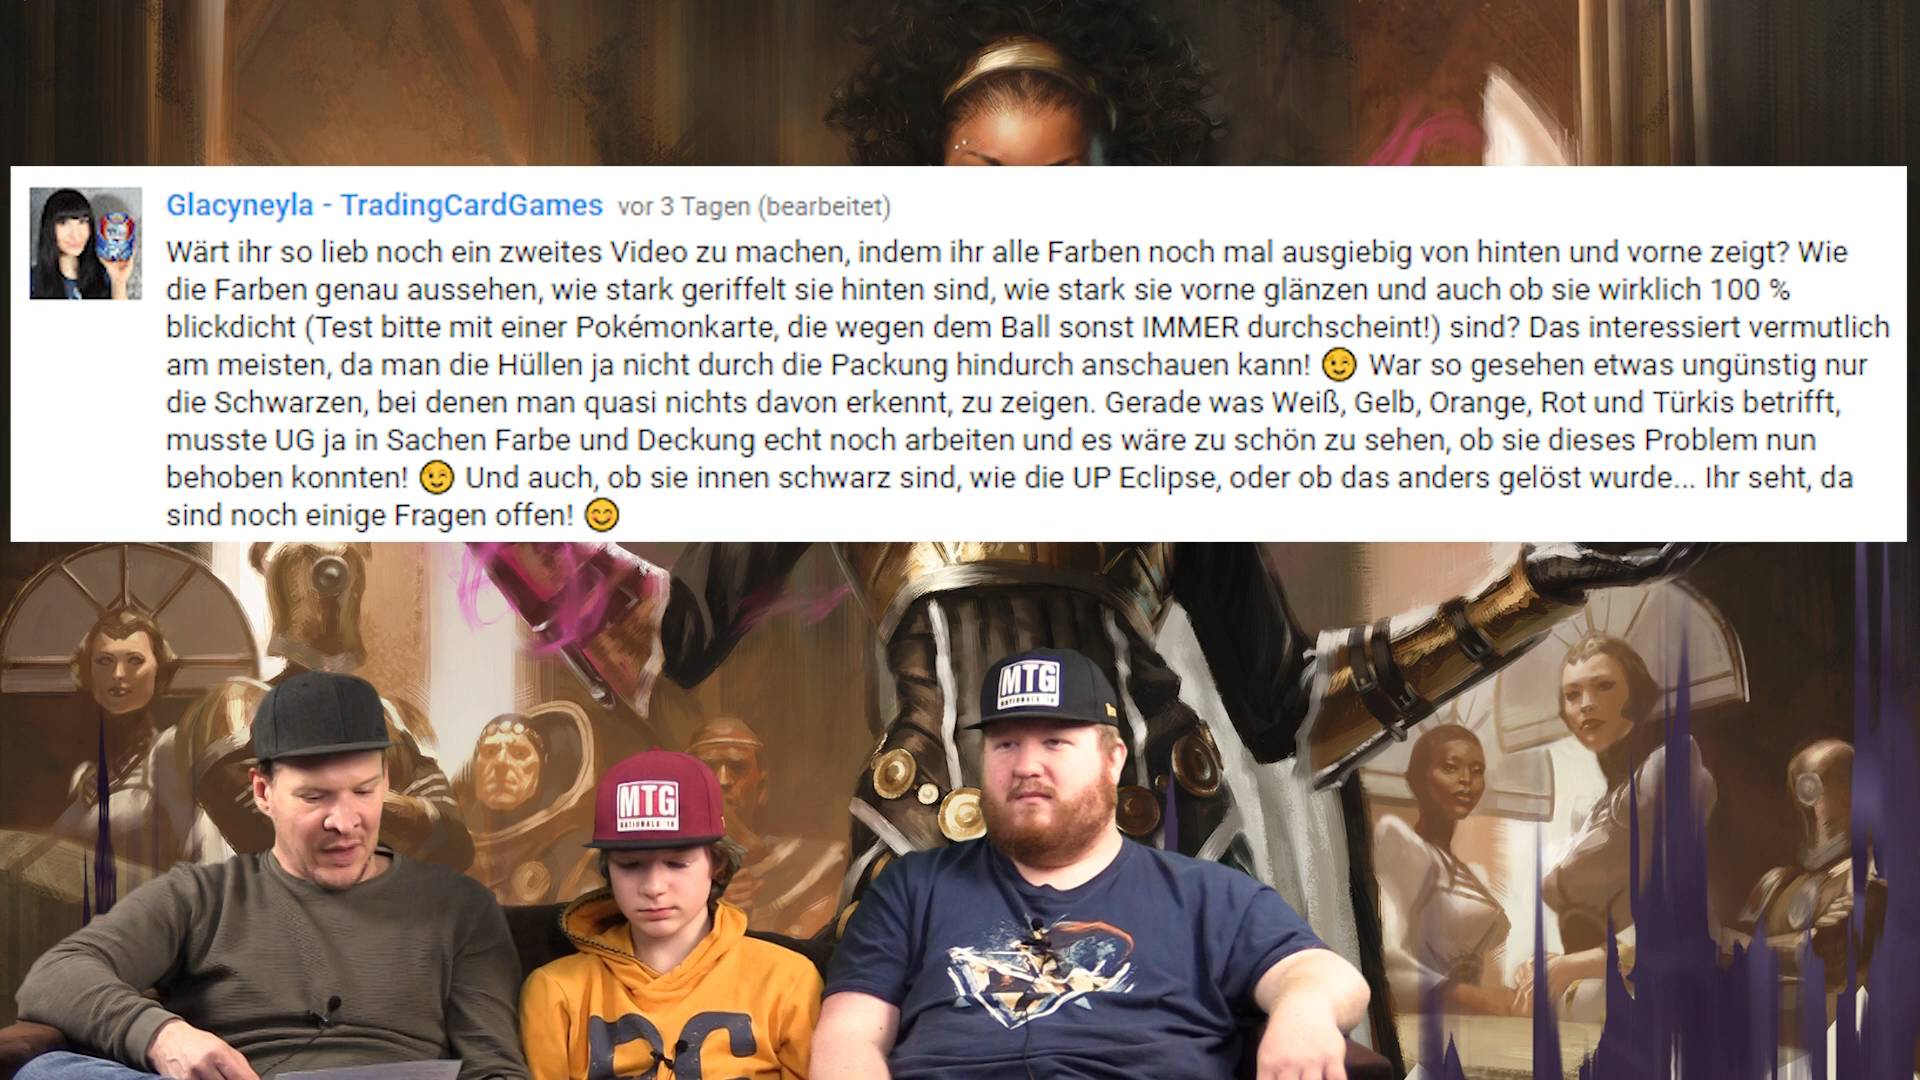 Glacyneyla - TradingCardGames vor 3 Tagen (bearbeitet)
Wärt ihr so lieb noch ein zweites Video zu machen, indem ihr alle Farben noch mal ausgiebig von hinten und vorne zeigt? Wie
die Farben genau aussehen, wie stark geriffelt sie hinten sind, wie stark sie vorne glänzen und auch ob sie wirklich 100 %
blickdicht (Test bitte mit einer Pokémonkarte, die wegen dem Ball sonst IMMER durchscheint!) sind? Das interessiert vermutlich
am meisten, da man die Hüllen ja nicht durch die Packung hindurch anschauen kann! 😉 War so gesehen etwas ungünstig nur
die Schwarzen, bei denen man quasi nichts davon erkennt, zu zeigen. Gerade was Weiß, Gelb, Orange, Rot und Türkis betrifft,
musste UG ja in Sachen Farbe und Deckung echt noch arbeiten und es wäre zu schön zu sehen, ob sie dieses Problem nun
behoben konnten! 😉 Und auch, ob sie innen schwarz sind, wie die UP Eclipse, oder ob das anders gelöst wurde... Ihr seht, da
sind noch einige Fragen offen! 😊
MTG
NATIONALS '18
MTG
NATIONALS '18